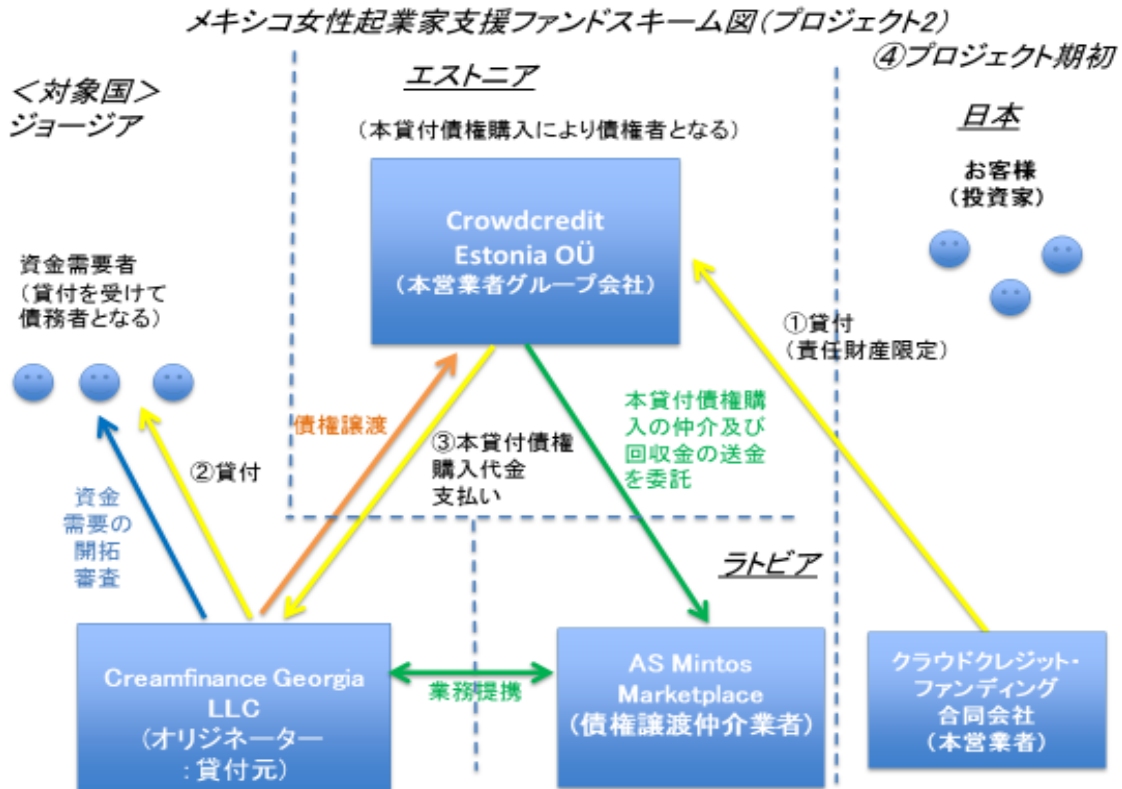 メキシコ女性起業家支援ファンドスキーム図（プロジェクト2）
④プロジェクト期初
＜対象国＞
ジョージア
エストニア
（本貸付債権購入により債権者となる）
日本
お客様
（投資家）
Crowdcredit
Estonia OÜ
（本営業者グループ会社）
資金需要者
（貸付を受けて
債務者となる）
①貸付
（責任財産限定）
債権譲渡
③本貸付債権
購入代金
支払い
本貸付債権購
入の仲介及び
回収金の送金
を委託
②貸付
資金
需要の
開拓
審査
ラトビア
Creamfinance Georgia
LLC
（オリジネーター
：貸付元）
業務提携
AS Mintos
Marketplace
（債権譲渡仲介業者）
クラウドクレジット・
ファンディング
合同会社
（本営業者）